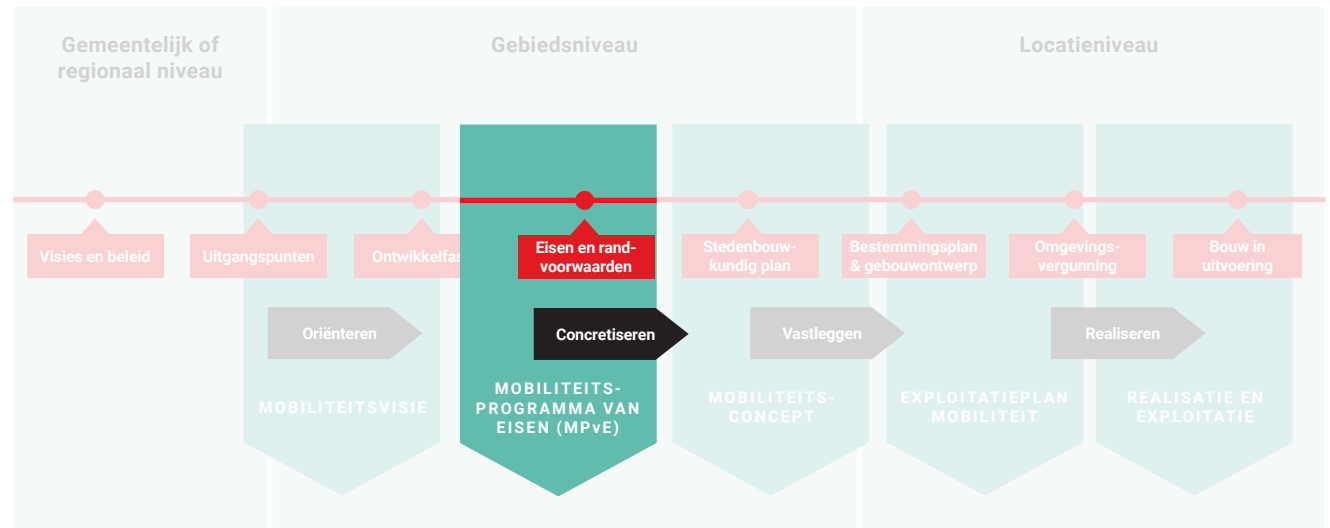 Gemeentelijk of
regionaal niveau
Gebiedsniveau
Locatieniveau
Visies en beleid
Uitgangspunten
Ontwikkelfas
Eisen en rand-
voorwaarden
Stedenbouw-
kundig plan
Bestemmingsplan
& gebouwontwerp
Omgevings-
vergunning
Bouw in
uitvoering
Oriënteren
Concretiseren
Vastleggen
Realiseren
MOBILITEITSVISIE
MOBILITEITS-
PROGRAMMA VAN
EISEN (MPvE)
MOBILITEITS-
CONCEPT
EXPLOITATIEPLAN
MOBILITEIT
REALISATIE EN
EXPLOITATIE